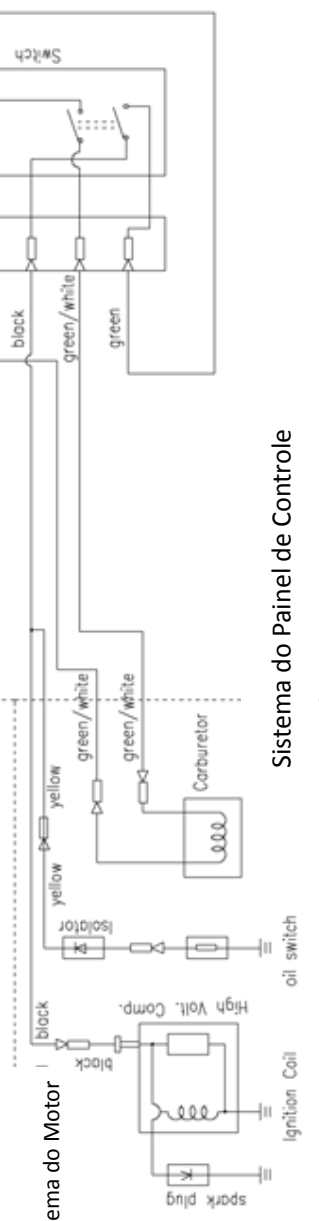 Switch
black
green/white
green
Sistema do Painel de Controle
green/white
green/white
Carburetor
yellow
yellow
Isolator
oil switch
black
black
High Volt. Comp.
Ignition Coil
spark plug
ema do Motor